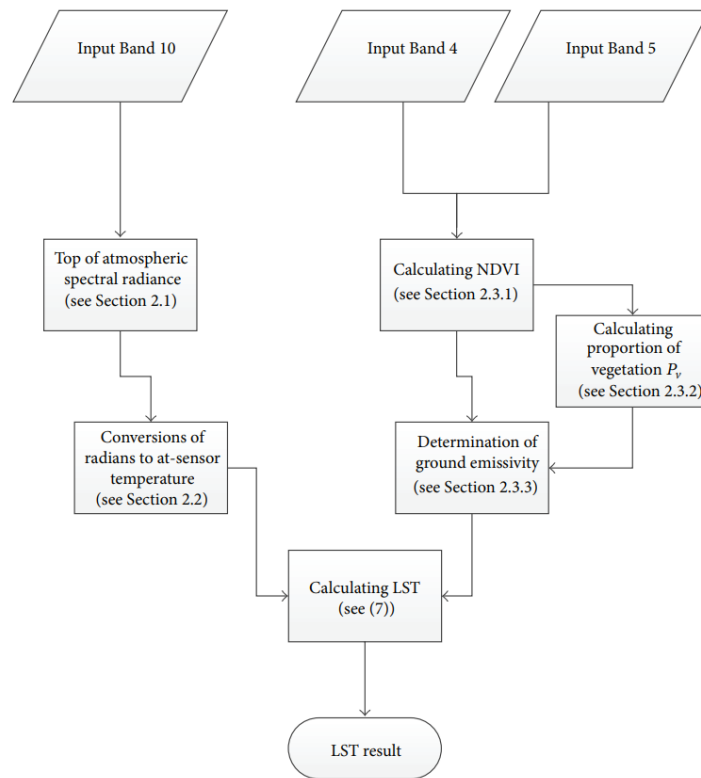 Input Band 10
Input Band 4
Input Band 5
Top of atmospheric
spectral radiance
(see Section 2.1)
Calculating NDVI
(see Section 2.3.1)
Calculating
proportion of
vegetation Pᵥ
(see Section 2.3.2)
Conversions of
radians to at-sensor
temperature
(see Section 2.2)
Determination of
ground emissivity
(see Section 2.3.3)
Calculating LST
(see (7))
LST result